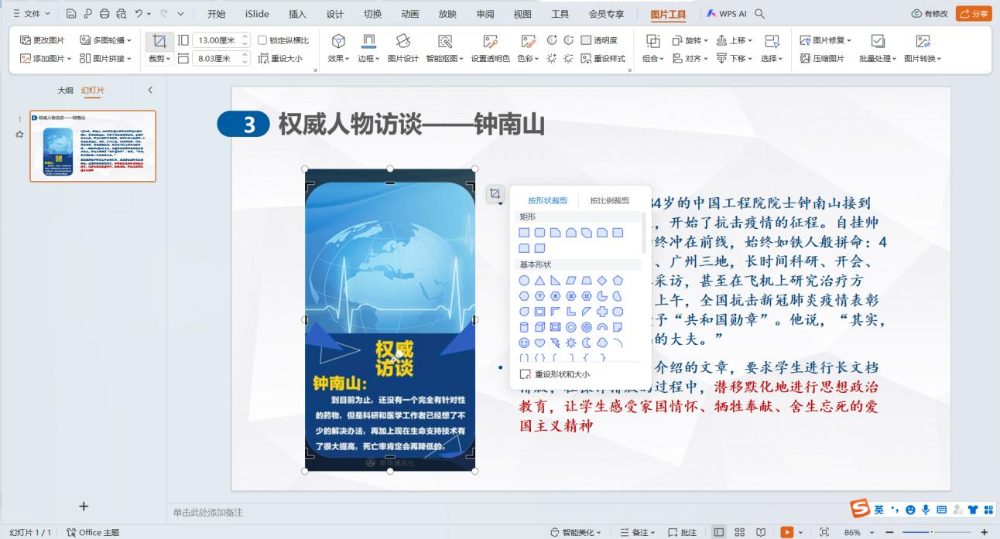 文件
开始
iSlide
插入
设计
切换
动画
放映
审阅
视图
工具
会员专享
图片工具
WPS AI
有修改
分享
更改图片
多图轮播
13.00厘米
锁定纵横比
透明度
旋转
上移
图片修复
添加图片
图片拼接
裁剪
8.03厘米
重设大小
效果
边框
图片设计
智能抠图
设置透明色
色彩
重设样式
组合
对齐
下移
选择
压缩图片
批量处理
图片转换
大纲
幻灯片
1
3 权威人物访谈——钟南山
权威人物访谈——钟南山
3
权威
访谈
钟南山：
到目前为止，还没有一个完全有针对性
的药物，但是科研和医学工作者已经想了不
少的解决办法，再加上现在生命支持技术有
了很大提高，死亡率肯定会再降低的。
新华通讯社
按形状裁剪
按比例裁剪
矩形
基本形状
7
8
10
12
重设形状和大小
84岁的中国工程院院士钟南山接到
，开始了抗击疫情的征程。自挂帅
终冲在前线，始终如铁人般拼命：4
、广州三地，长时间科研、开会、
采访，甚至在飞机上研究治疗方
上午，全国抗击新冠肺炎疫情表彰
予“共和国勋章”。他说，“其实，
的大夫。”
介绍的文章，要求学生进行长文档
的过程中，潜移默化地进行思想政治
教育，让学生感受家国情怀、牺牲奉献、舍生忘死的爱
国主义精神
单击此处添加备注
英
幻灯片 1 / 1
Office 主题
智能美化
备注
批注
86%